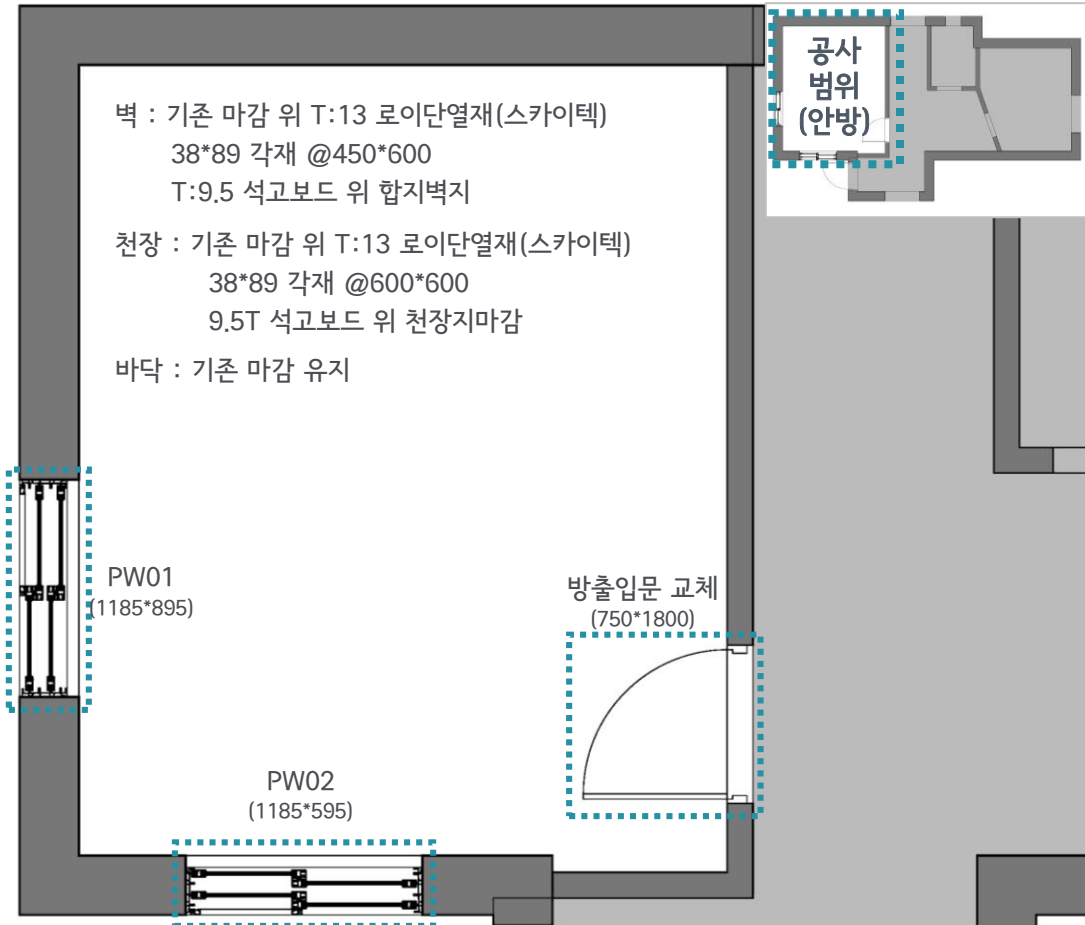 공사
범위
(안방)
벽 : 기존 마감 위 T:13 로이단열재(스카이텍)
38*89 각재 @450*600
T:9.5 석고보드 위 합지벽지
천장 : 기존 마감 위 T:13 로이단열재(스카이텍)
38*89 각재 @600*600
9.5T 석고보드 위 천장지마감
바닥 : 기존 마감 유지
PW01
(1185*895)
방출입문 교체
(750*1800)
PW02
(1185*595)